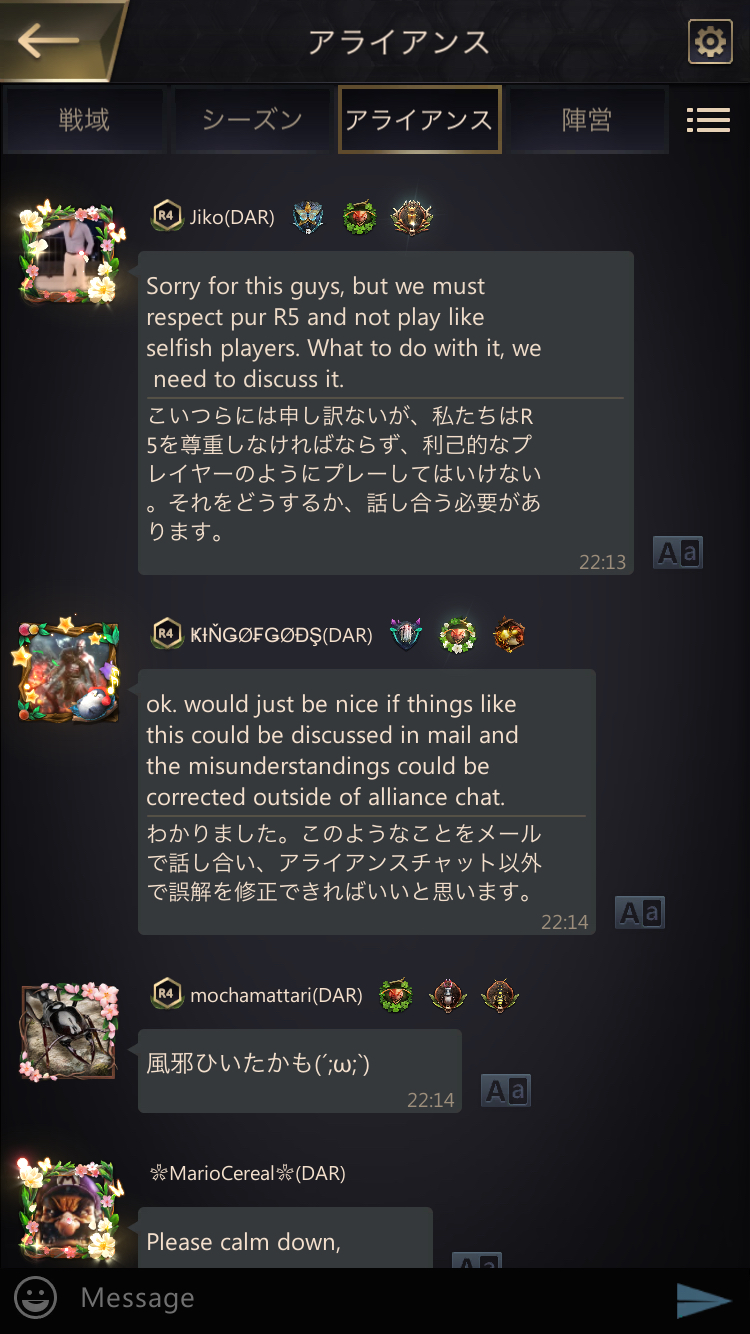 アライアンス
戦域
シーズン
アライアンス
陣営
R4 Jiko(DAR)
Sorry for this guys, but we must
respect pur R5 and not play like
selfish players. What to do with it, we
need to discuss it.
こいつらには申し訳ないが、私たちはR
5を尊重しなければならず、利己的なプ
レイヤーのようにプレーしてはいけない
。それをどうするか、話し合う必要があ
ります。
22:13
Aa
R4 ҜƗŇǤØ₣ǤØĐŞ(DAR)
ok. would just be nice if things like
this could be discussed in mail and
the misunderstandings could be
corrected outside of alliance chat.
わかりました。このようなことをメール
で話し合い、アライアンスチャット以外
で誤解を修正できればいいと思います。
22:14
Aa
R4 mochamattari(DAR)
風邪ひいたかも(´;ω;`)
22:14
Aa
❊MarioCereal❊(DAR)
Please calm down,
Aa
Message